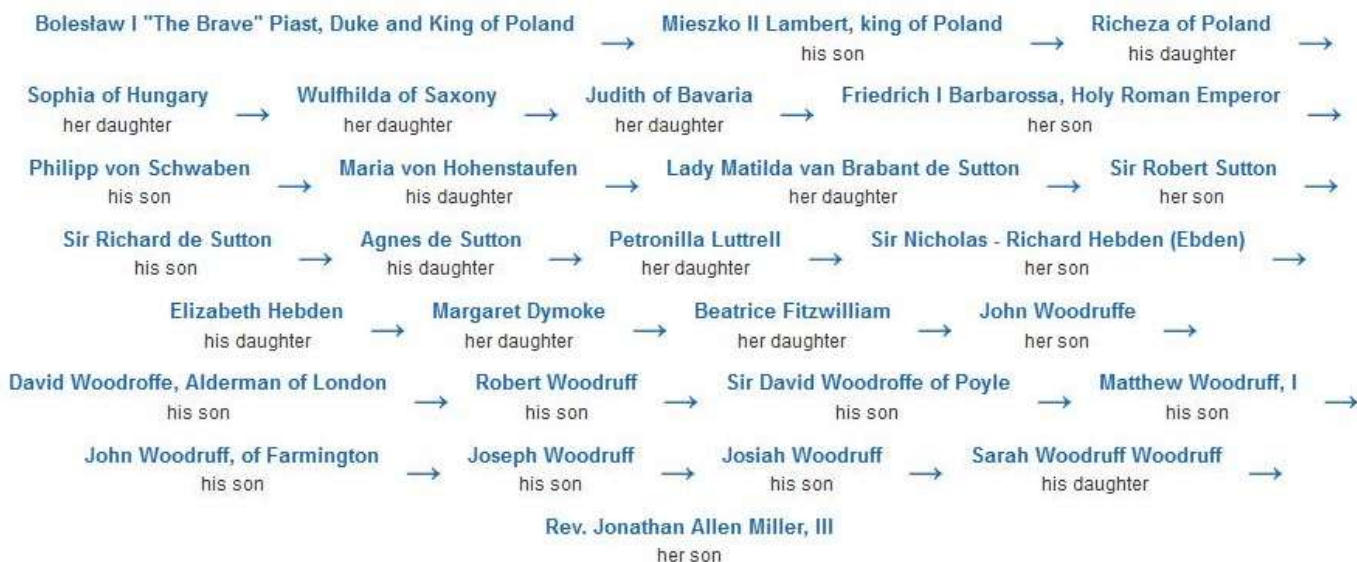 Bolesław I "The Brave" Piast, Duke and King of Poland → Mieszko II Lambert, king of Poland → Richeza of Poland →
his son his daughter
Sophia of Hungary → Wulfhilda of Saxony → Judith of Bavaria → Friedrich I Barbarossa, Holy Roman Emperor →
her daughter her daughter her daughter her son
Philipp von Schwaben → Maria von Hohenstaufen → Lady Matilda van Brabant de Sutton → Sir Robert Sutton →
his son his daughter her daughter her son
Sir Richard de Sutton → Agnes de Sutton → Petronilla Luttrell → Sir Nicholas - Richard Hebden (Ebden) →
his son his daughter her daughter her son
Elizabeth Hebden → Margaret Dymoke → Beatrice Fitzwilliam → John Woodruffe →
his daughter her daughter her daughter her son
David Woodroffe, Alderman of London → Robert Woodruff → Sir David Woodroffe of Poyle → Matthew Woodruff, I →
his son his son his son his son
John Woodruff, of Farmington → Joseph Woodruff → Josiah Woodruff → Sarah Woodruff Woodruff →
his son his son his son his daughter
Rev. Jonathan Allen Miller, III
her son